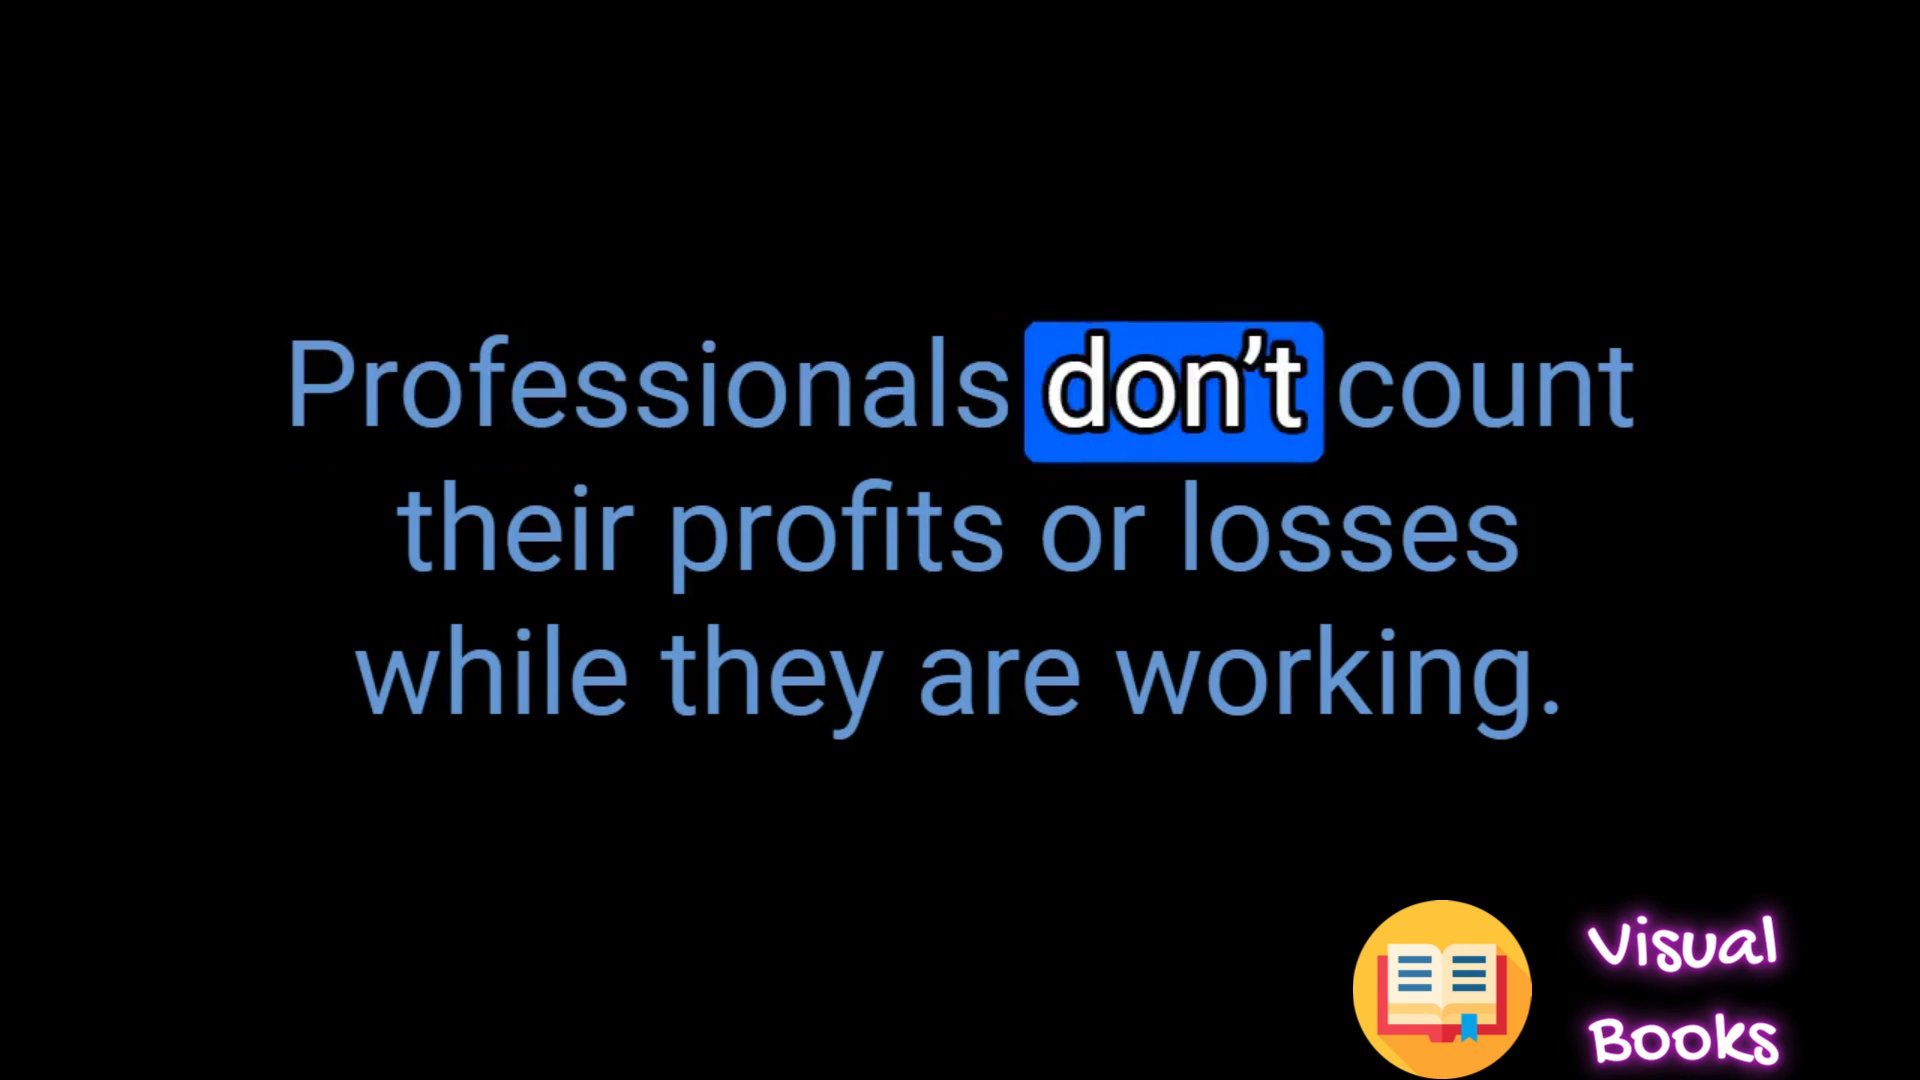 Professionals don’t count
their profits or losses
while they are working.
Visual
Books